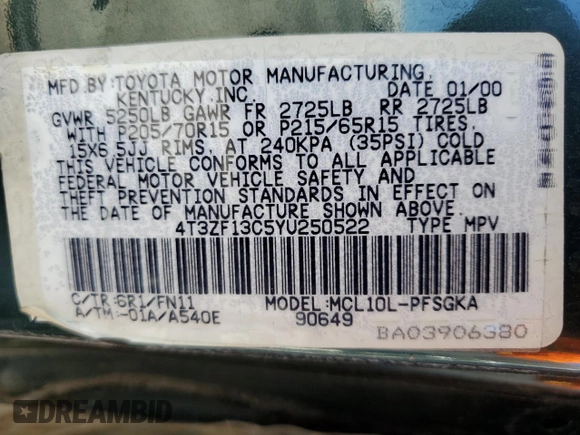 MFD. BY: TOYOTA MOTOR MANUFACTURING,
KENTUCKY, INC. DATE 01/00
GVWR 5250LB GAWR FR 2725LB RR 2725LB
WITH P205/70R15 OR P215/65R15 TIRES,
15X6.5JJ RIMS, AT 240KPA (35PSI) COLD
THIS VEHICLE CONFORMS TO ALL APPLICABLE
FEDERAL MOTOR VEHICLE SAFETY AND
THEFT PREVENTION STANDARDS IN EFFECT ON
THE DATE OF MANUFACTURE SHOWN ABOVE.
4T3ZF13C5YU250522 TYPE MPV
C/TR:6R1/FN11 MODEL:MCL10L-PFSGKA
A/TM:-01A/A540E 90649
BA03906380
DREAMBID